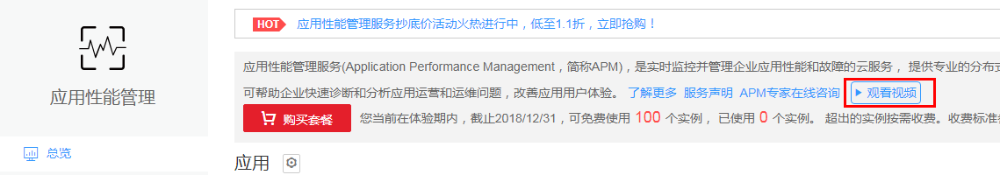 HOT 应用性能管理服务抄底价活动火热进行中，低至1.1折，立即抢购！
应用性能管理
总览
应用性能管理服务(Application Performance Management，简称APM)，是实时监控并管理企业应用性能和故障的云服务， 提供专业的分布式
可帮助企业快速诊断和分析应用运营和运维问题，改善应用用户体验。 了解更多 服务声明 APM专家在线咨询 观看视频
购买套餐 您当前在体验期内，截止2018/12/31，可免费使用 100 个实例， 已使用 0 个实例。 超出的实例按需收费。收费标准
应用